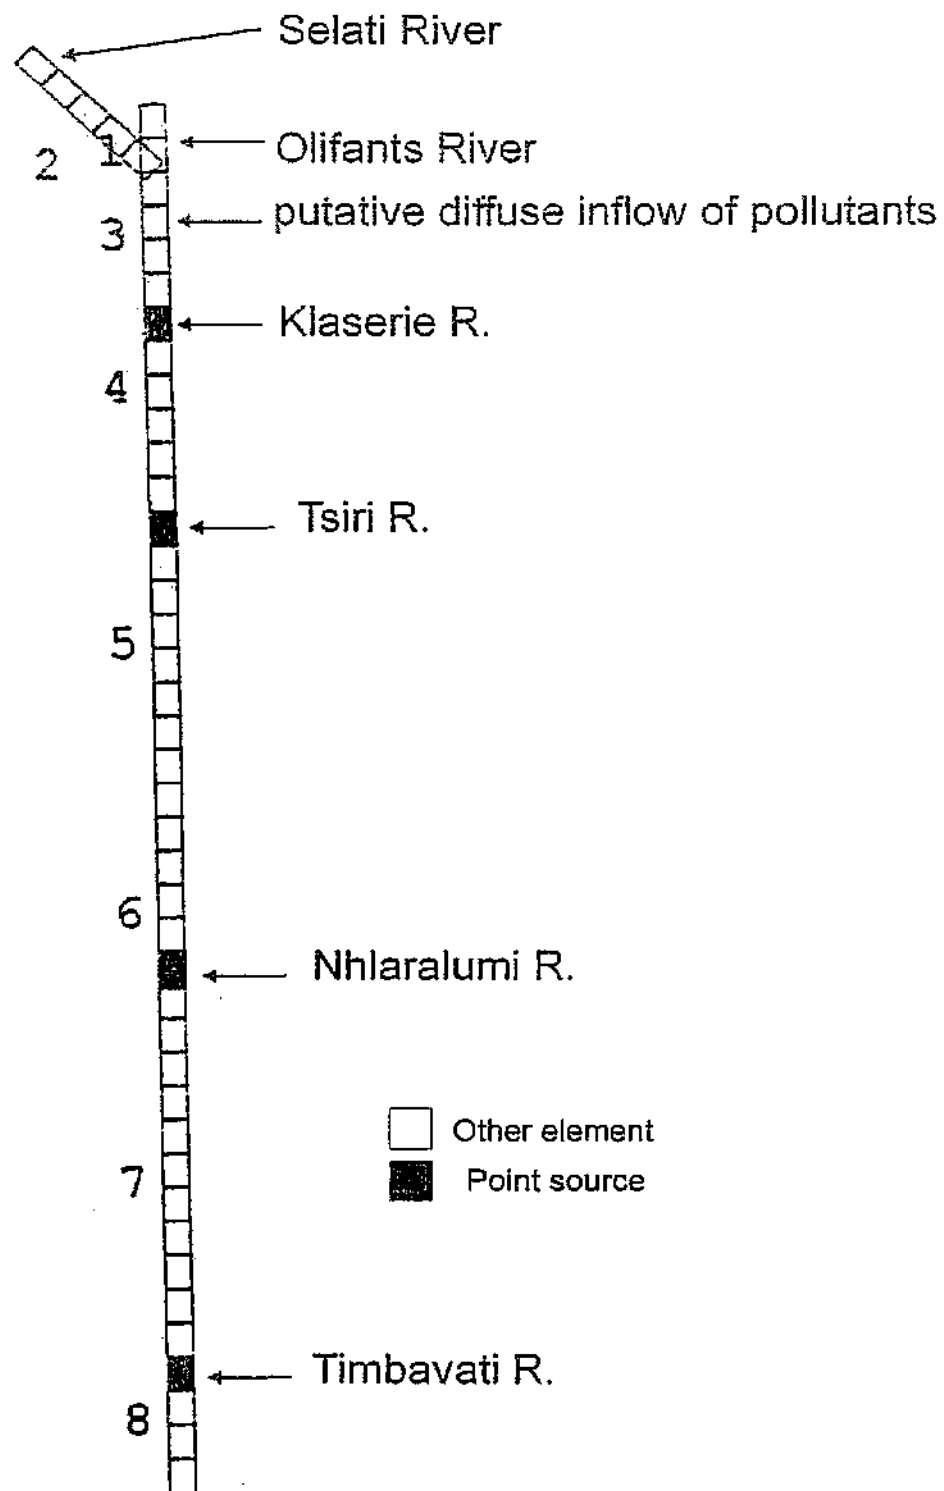 Selati River
1
Olifants River
2
putative diffuse inflow of pollutants
3
Klaserie R.
4
Tsiri R.
5
6
Nhlaralumi R.
Other element
Point source
7
Timbavati R.
8